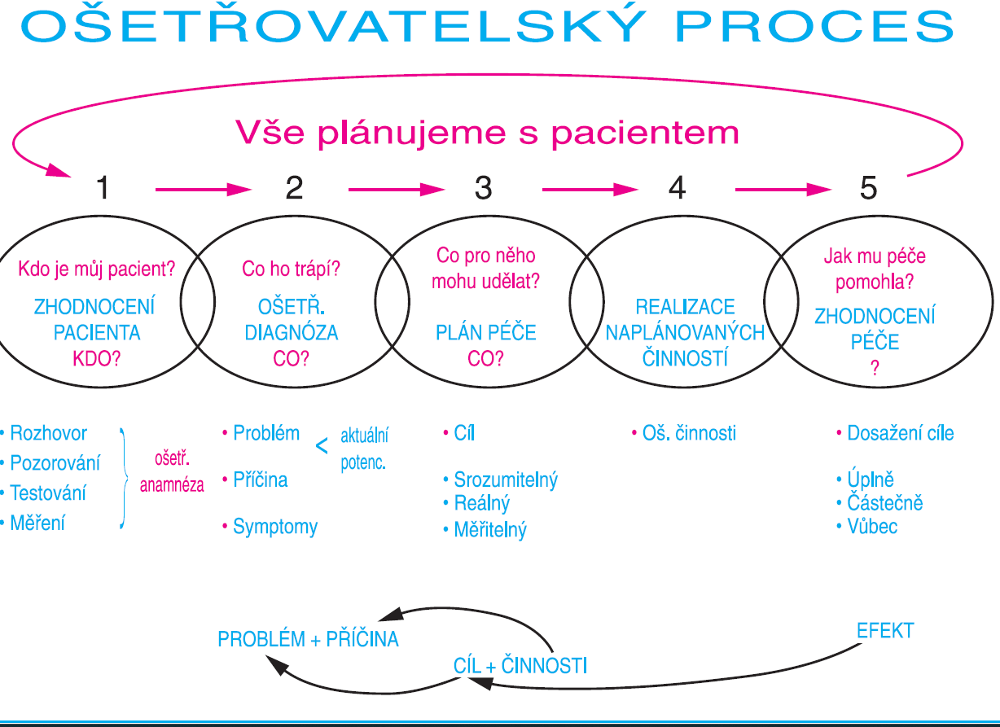 OŠETŘOVATELSKÝ PROCES
Vše plánujeme s pacientem
1
2
3
4
5
Kdo je můj pacient?
ZHODNOCENÍ
PACIENTA
KDO?
Co ho trápí?
OŠETŘ.
DIAGNÓZA
CO?
Co pro něho
mohu udělat?
PLÁN PÉČE
CO?
REALIZACE
NAPLÁNOVANÝCH
ČINNOSTÍ
Jak mu péče
pomohla?
ZHODNOCENÍ
PÉČE
?
• Rozhovor
• Pozorování
• Testování
• Měření
ošetř.
anamnéza
• Problém
< aktuální
potenc.
• Příčina
• Symptomy
• Cíl
• Srozumitelný
• Reálný
• Měřitelný
• Oš. činnosti
• Dosažení cíle
• Úplně
• Částečně
• Vůbec
PROBLÉM + PŘÍČINA
CÍL + ČINNOSTI
EFEKT